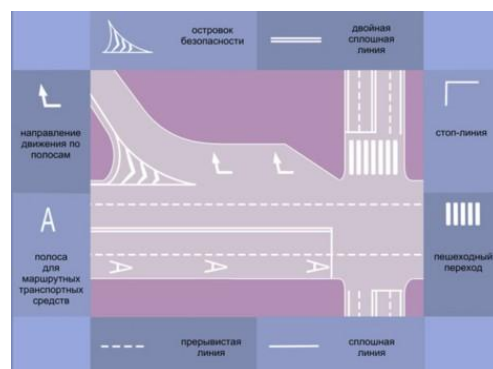 островок
безопасности
двойная
сплошная
линия
направление
движения по
полосам
стоп-линия
А
полоса
для
маршрутных
транспортных
средств
пешеходный
переход
А
А
А
прерывистая
линия
сплошная
линия